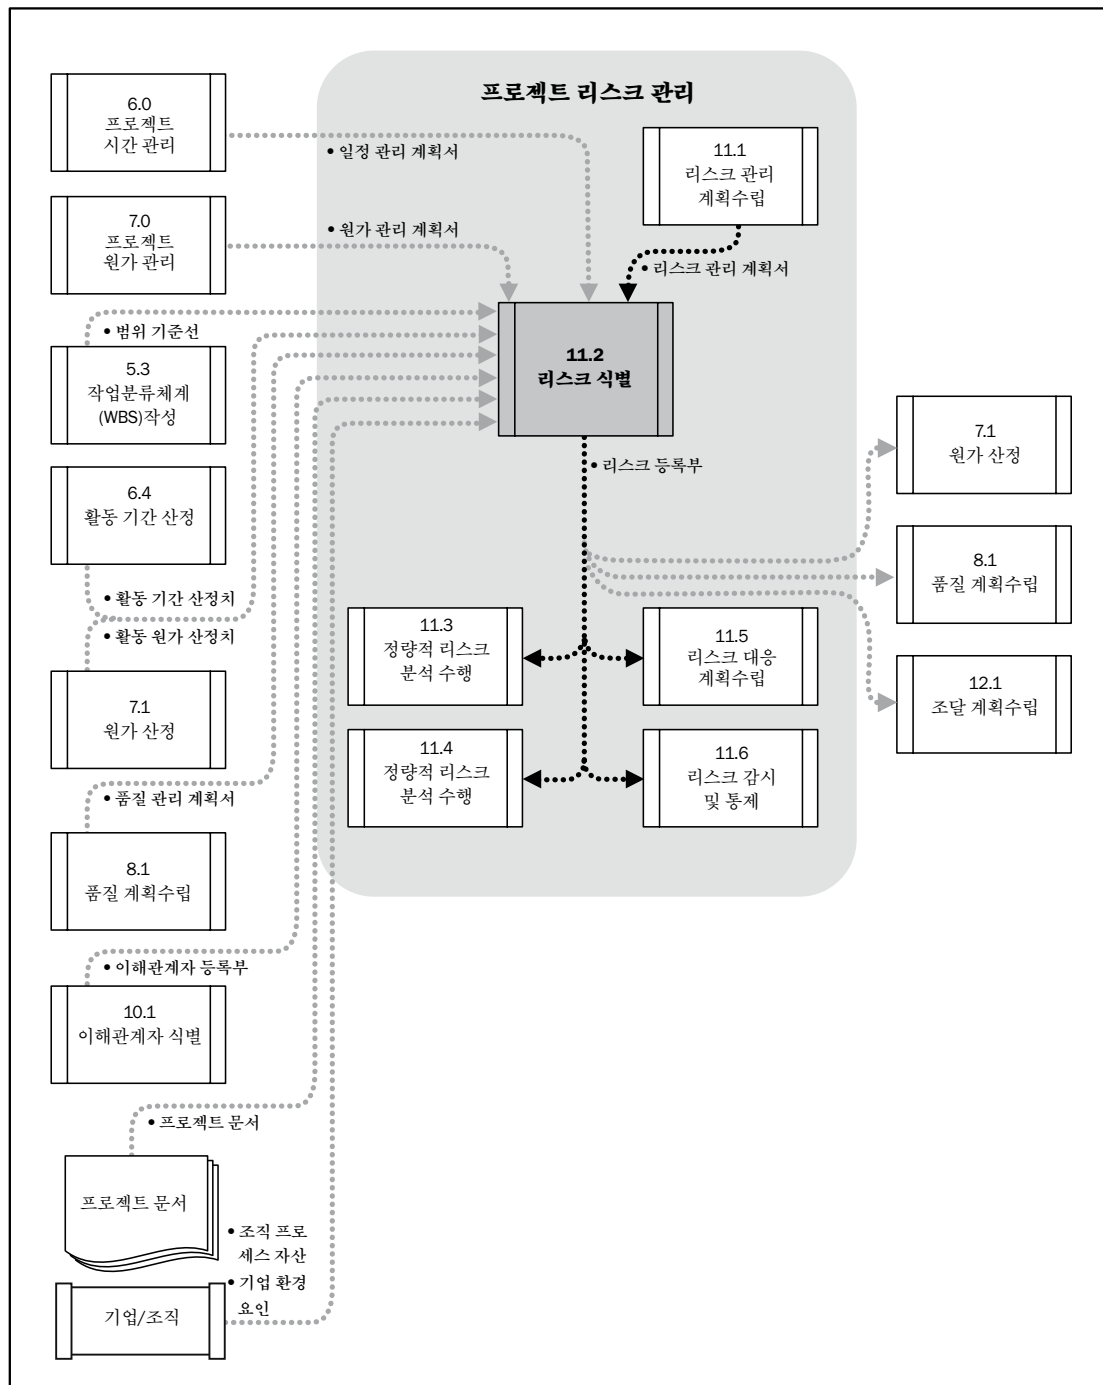 프로젝트 리스크 관리
6.0
프로젝트
시간 관리
• 일정 관리 계획서
11.1
리스크 관리
계획수립
7.0
프로젝트
원가 관리
• 원가 관리 계획서
• 리스크 관리 계획서
• 범위 기준선
5.3
작업분류체계
(WBS)작성
11.2
리스크 식별
• 리스크 등록부
7.1
원가 산정
6.4
활동 기간 산정
8.1
품질 계획수립
• 활동 기간 산정치
• 활동 원가 산정치
11.3
정량적 리스크
분석 수행
11.5
리스크 대응
계획수립
12.1
조달 계획수립
7.1
원가 산정
11.4
정량적 리스크
분석 수행
11.6
리스크 감시
및 통제
• 품질 관리 계획서
8.1
품질 계획수립
• 이해관계자 등록부
10.1
이해관계자 식별
• 프로젝트 문서
프로젝트 문서
• 조직 프로
세스 자산
• 기업 환경
요인
기업/조직